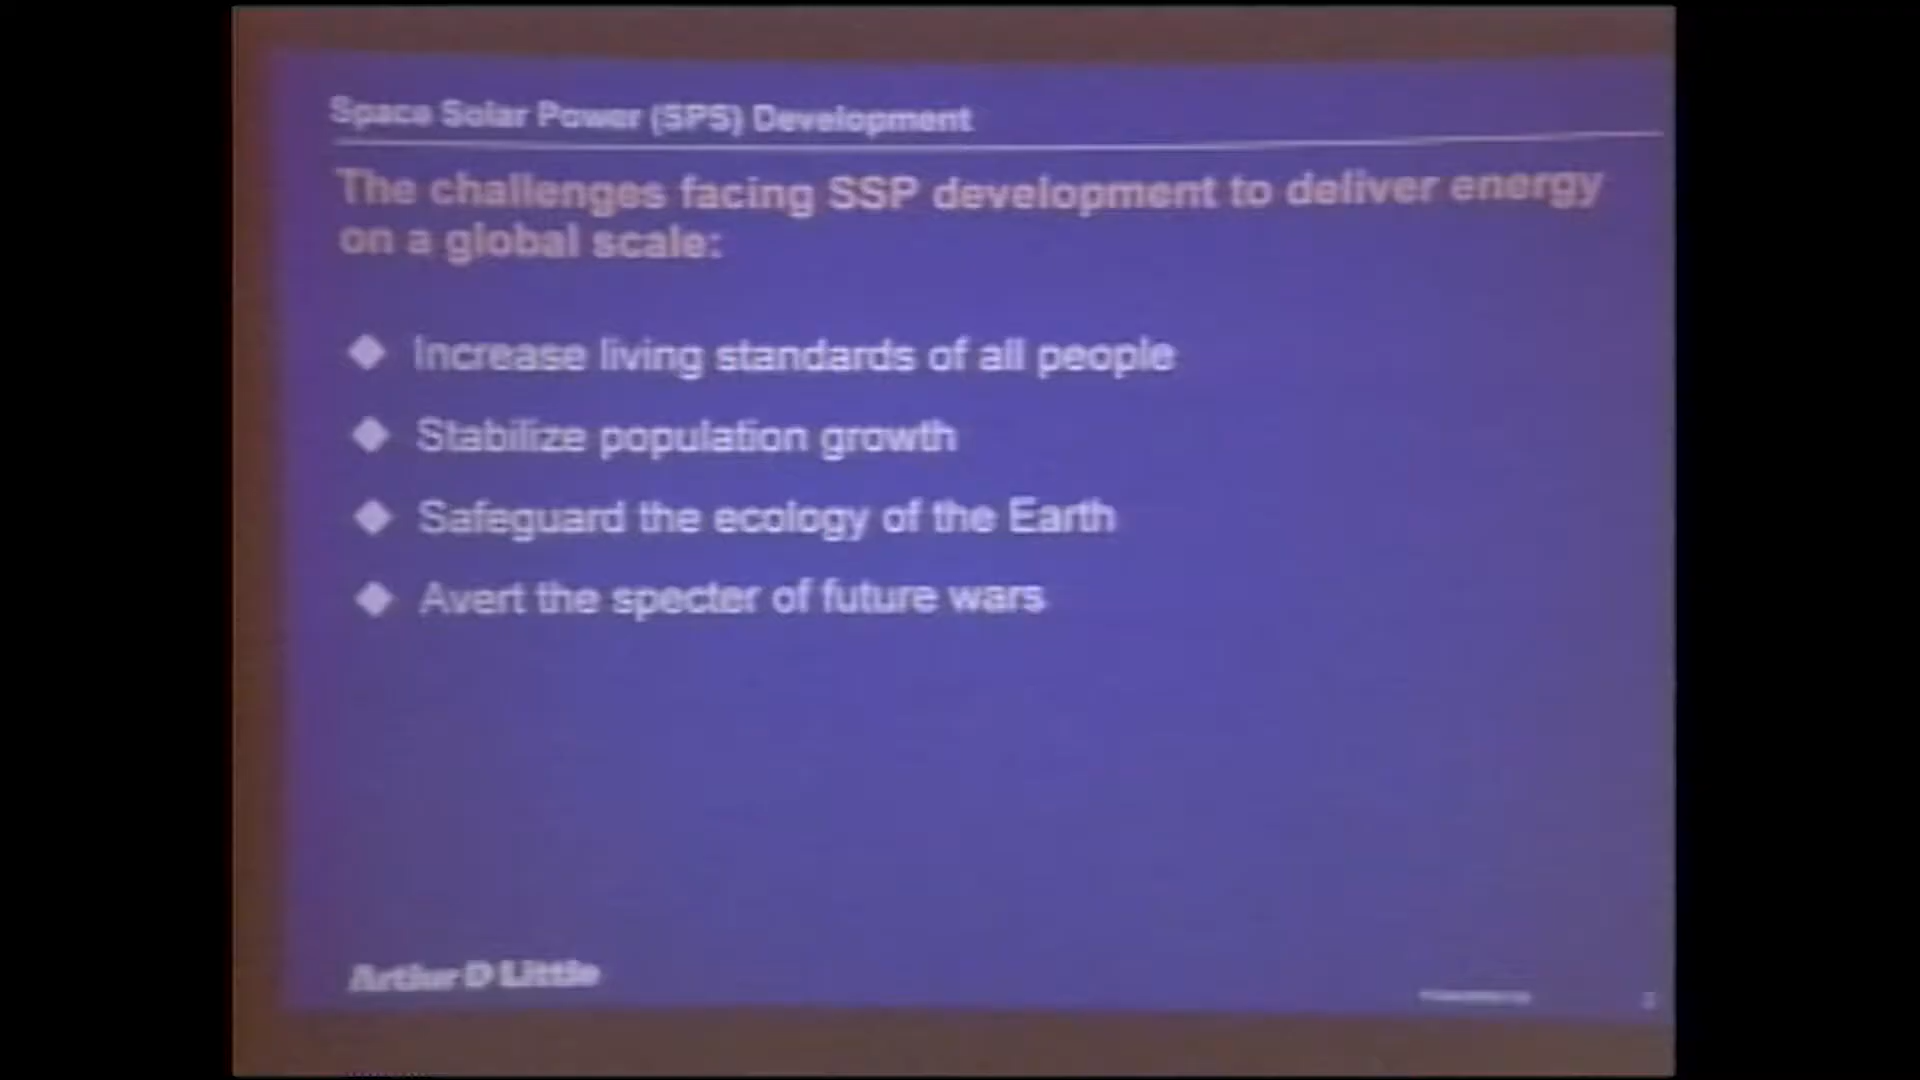 Space Solar Power (SPS) Development
The challenges facing SSP development to deliver energy
on a global scale:
Increase living standards of all people
Stabilize population growth
Safeguard the ecology of the Earth
Avert the specter of future wars
Arthur D Little